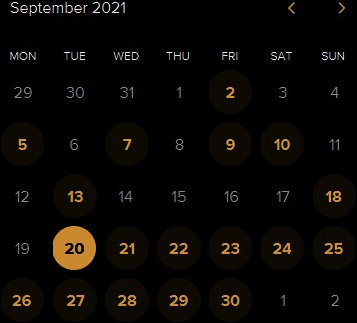 September 2021
MON TUE WED THU FRI SAT SUN
29 30 31 1 2 3 4
5 6 7 8 9 10 11
12 13 14 15 16 17 18
19 20 21 22 23 24 25
26 27 28 29 30 1 2